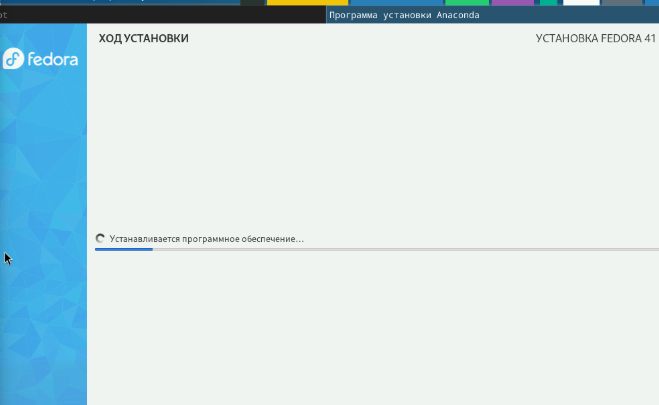 Программа установки Anaconda
ХОД УСТАНОВКИ
УСТАНОВКА FEDORA 41
fedora
Устанавливается программное обеспечение...